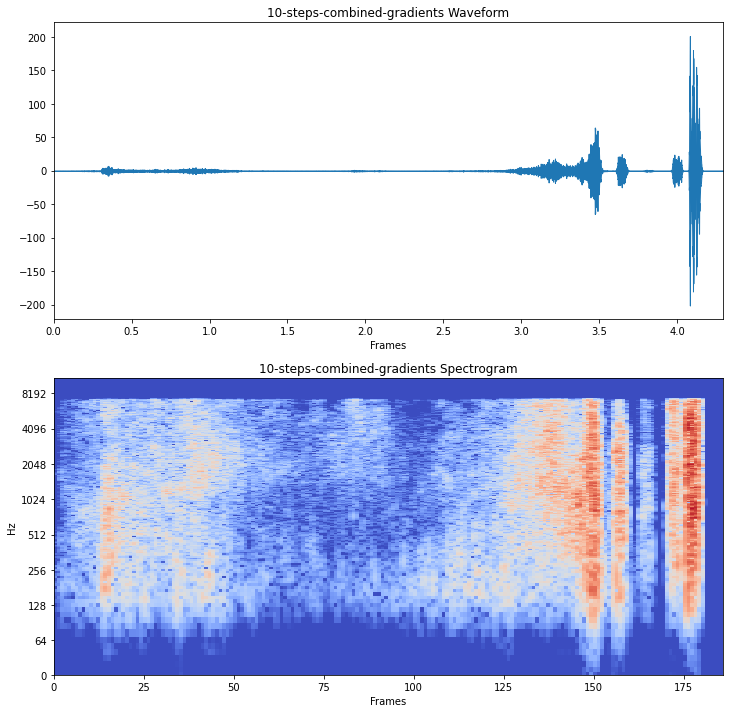 10-steps-combined-gradients Waveform
200
150
100
50
0
−50
−100
−150
−200
0.0 0.5 1.0 1.5 2.0 2.5 3.0 3.5 4.0
Frames
10-steps-combined-gradients Spectrogram
Hz
8192
4096
2048
1024
512
256
128
64
0
0 25 50 75 100 125 150 175
Frames